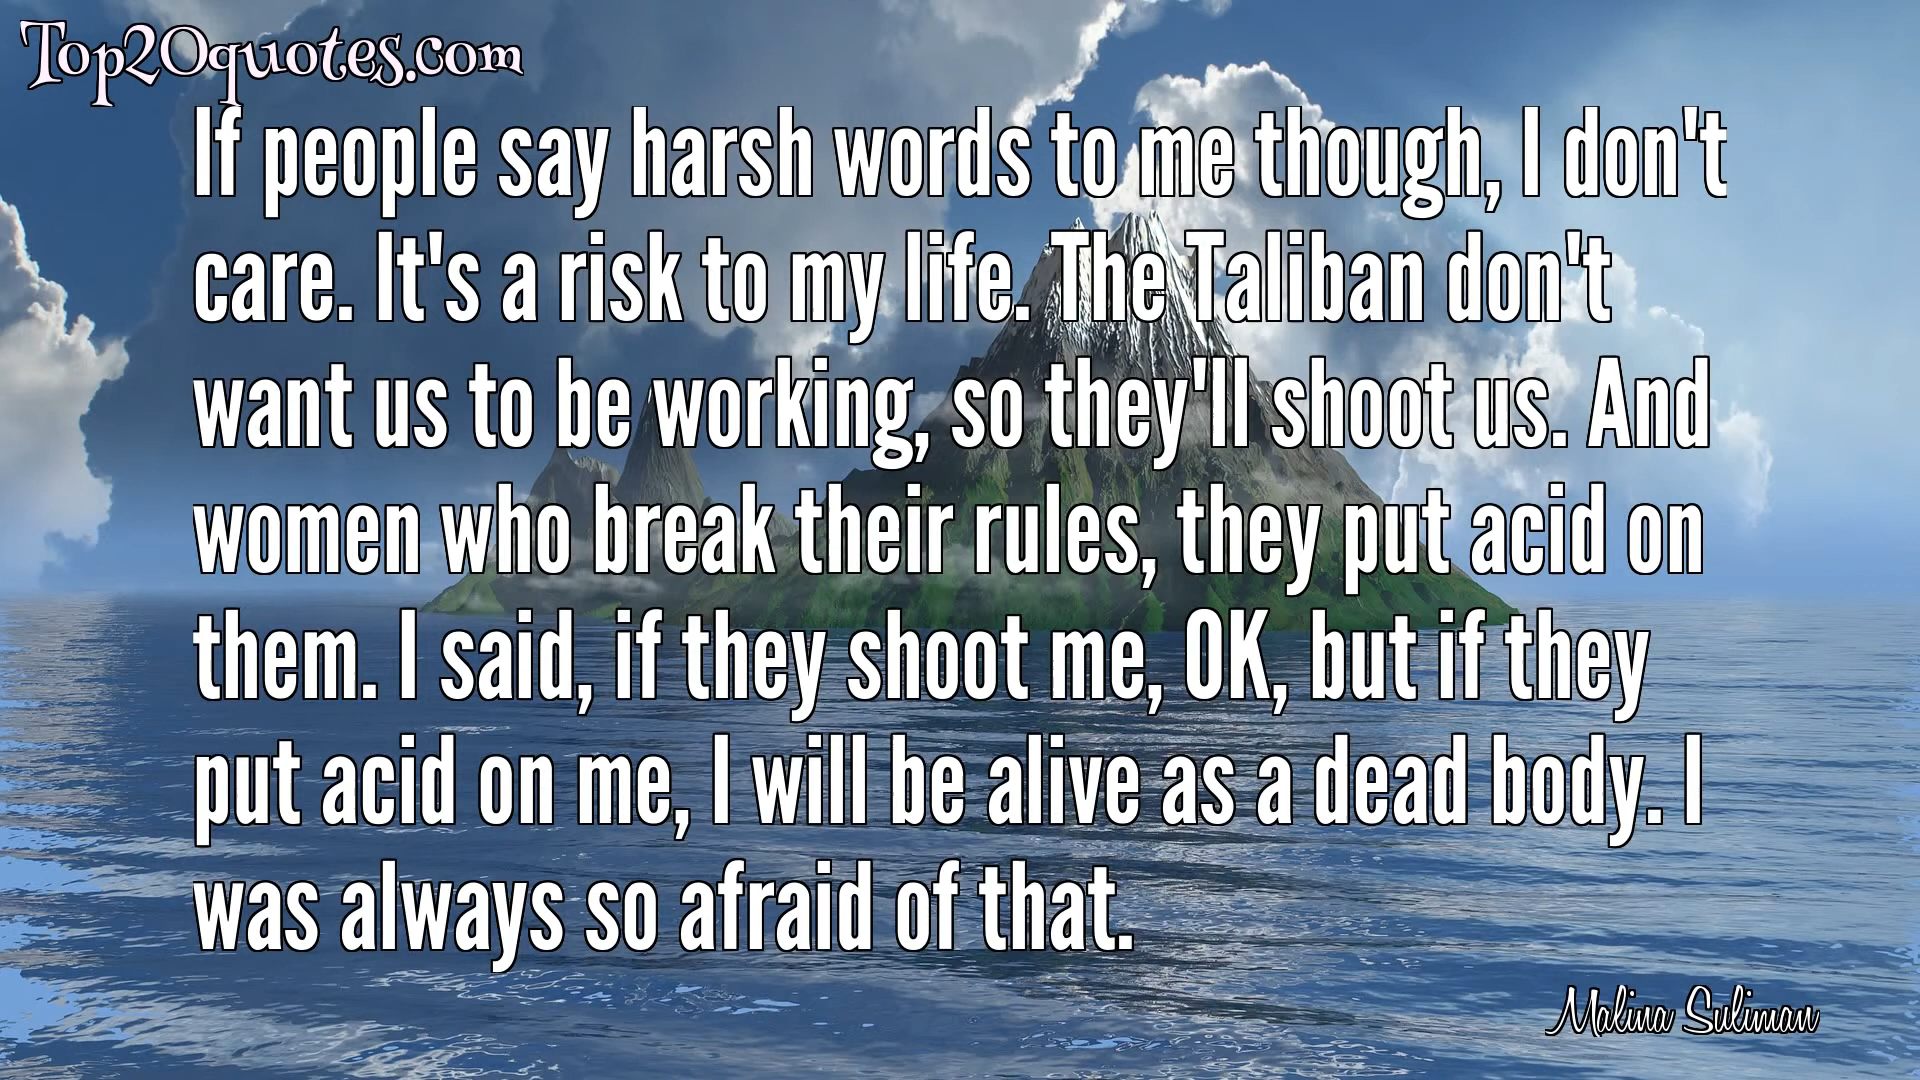 Top20quotes.com
If people say harsh words to me though, I don't
care. It's a risk to my life. The Taliban don't
want us to be working, so they'll shoot us. And
women who break their rules, they put acid on
them. I said, if they shoot me, OK, but if they
put acid on me, I will be alive as a dead body. I
was always so afraid of that.
Malina Suliman